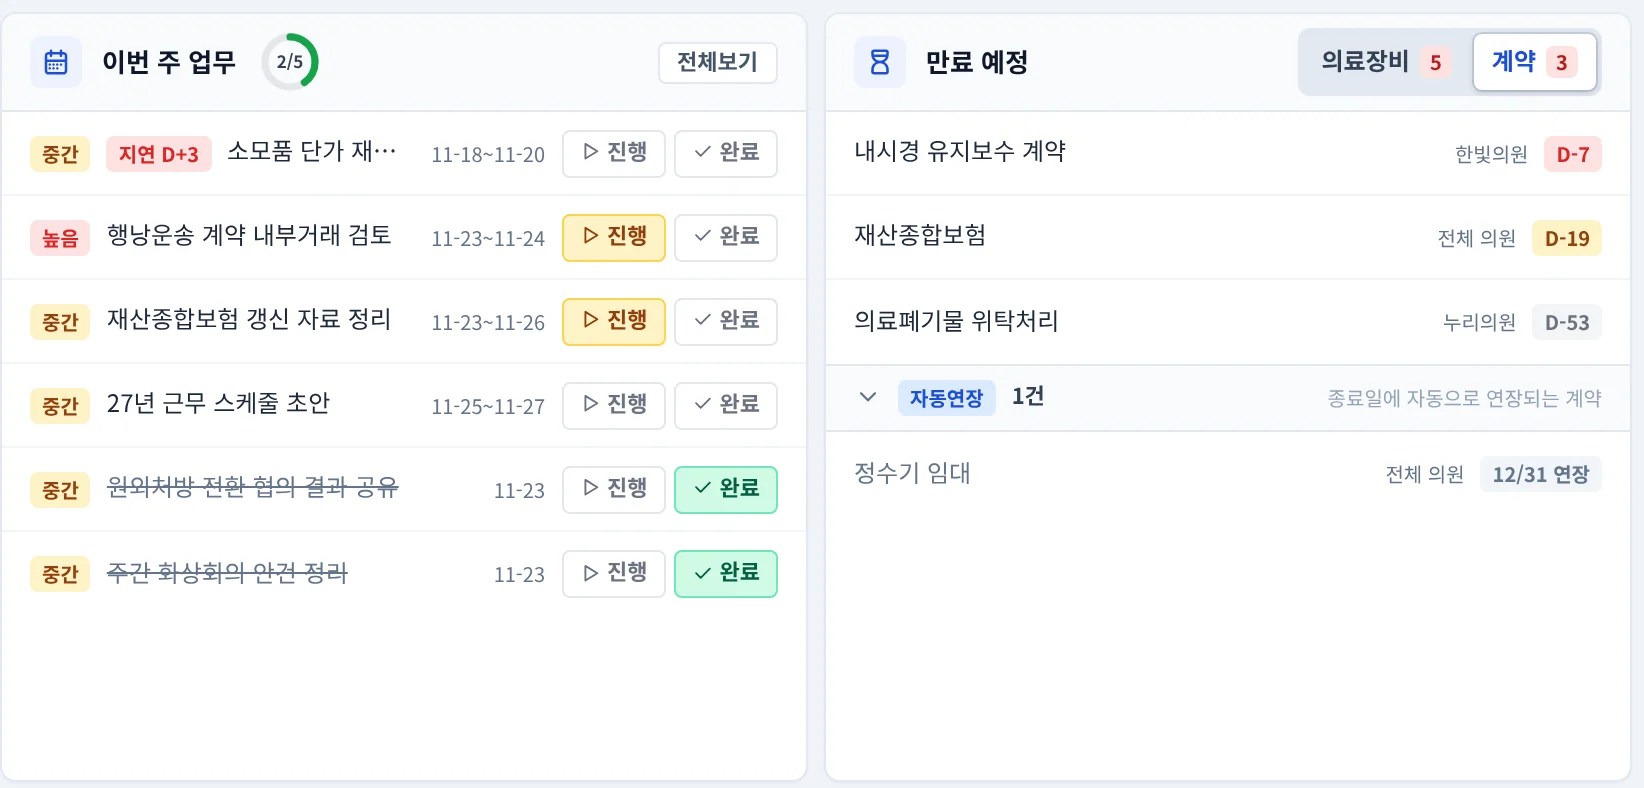 이번 주 업무 2/5 전체보기
중간 지연 D+3 소모품 단가 재… 11-18~11-20 진행 완료
높음 행낭운송 계약 내부거래 검토 11-23~11-24 진행 완료
중간 재산종합보험 갱신 자료 정리 11-23~11-26 진행 완료
중간 27년 근무 스케줄 초안 11-25~11-27 진행 완료
중간 원외처방 전환 협의 결과 공유 11-23 진행 완료
중간 주간 화상회의 안건 정리 11-23 진행 완료
만료 예정 의료장비 5 계약 3
내시경 유지보수 계약 한빛의원 D-7
재산종합보험 전체 의원 D-19
의료폐기물 위탁처리 누리의원 D-53
자동연장 1건 종료일에 자동으로 연장되는 계약
정수기 임대 전체 의원 12/31 연장